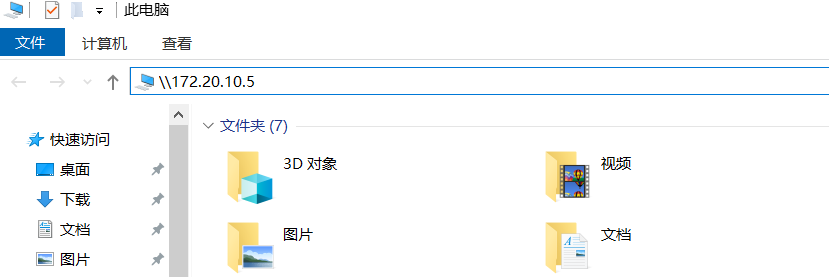 此电脑
文件 计算机 查看
\\172.20.10.5
快速访问
桌面
下载
文档
图片
文件夹 (7)
3D 对象 视频
图片 文档